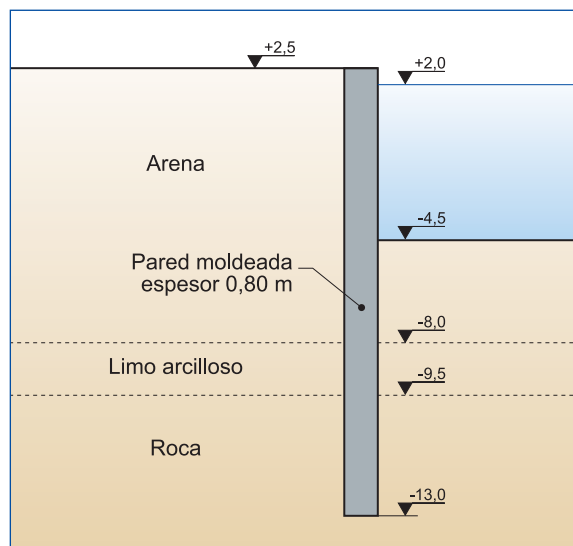 +2,5
+2,0
Arena
-4,5
Pared moldeada
espesor 0,80 m
-8,0
Limo arcilloso
-9,5
Roca
-13,0